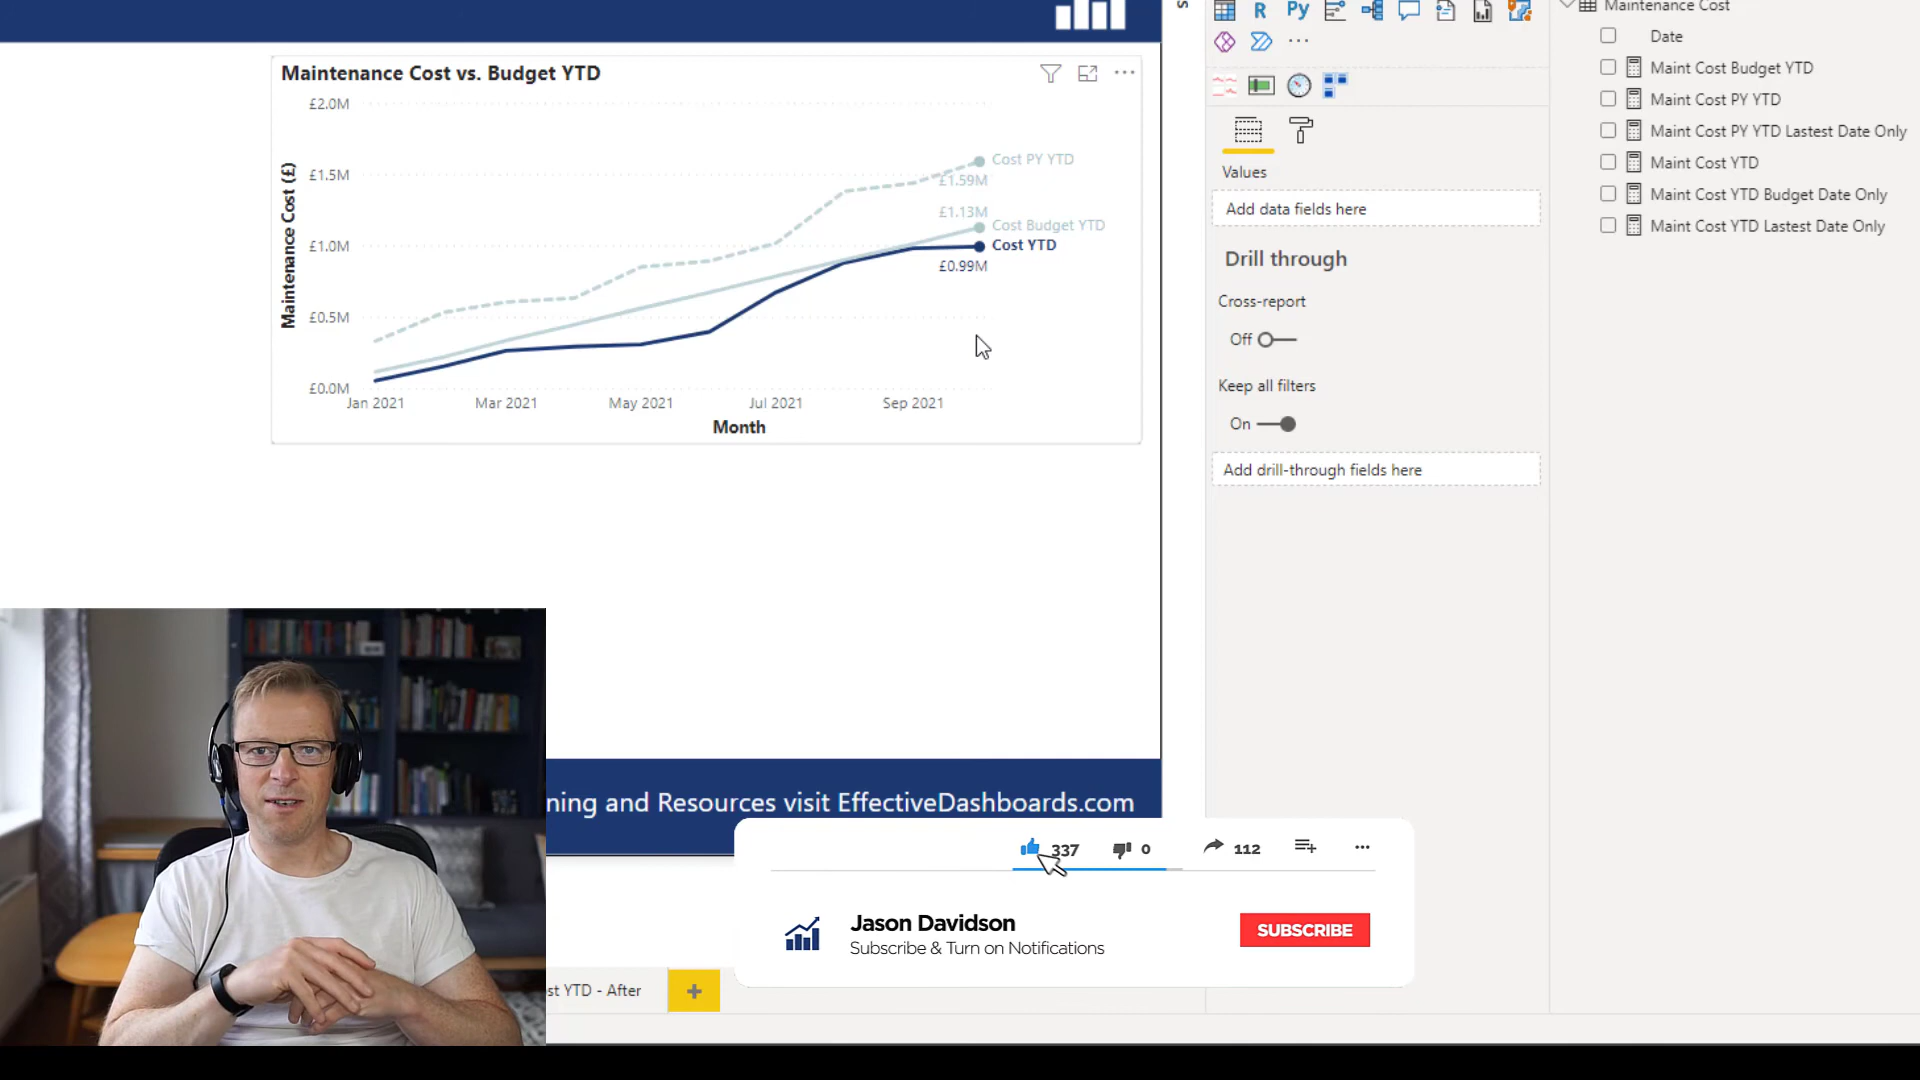 Maintenance Cost vs. Budget YTD
£2.0M
£1.5M
£1.0M
£0.5M
£0.0M
Maintenance Cost (£)
Cost PY YTD
£1.59M
£1.13M
Cost Budget YTD
Cost YTD
£0.99M
Jan 2021
Mar 2021
May 2021
Jul 2021
Sep 2021
Month
R
Py
...
Values
Add data fields here
Drill through
Cross-report
Off
Keep all filters
On
Add drill-through fields here
Maintenance Cost
Date
Maint Cost Budget YTD
Maint Cost PY YTD
Maint Cost PY YTD Lastest Date Only
Maint Cost YTD
Maint Cost YTD Budget Date Only
Maint Cost YTD Lastest Date Only
ning and Resources visit EffectiveDashboards.com
337
0
112
Jason Davidson
Subscribe & Turn on Notifications
SUBSCRIBE
st YTD - After
+